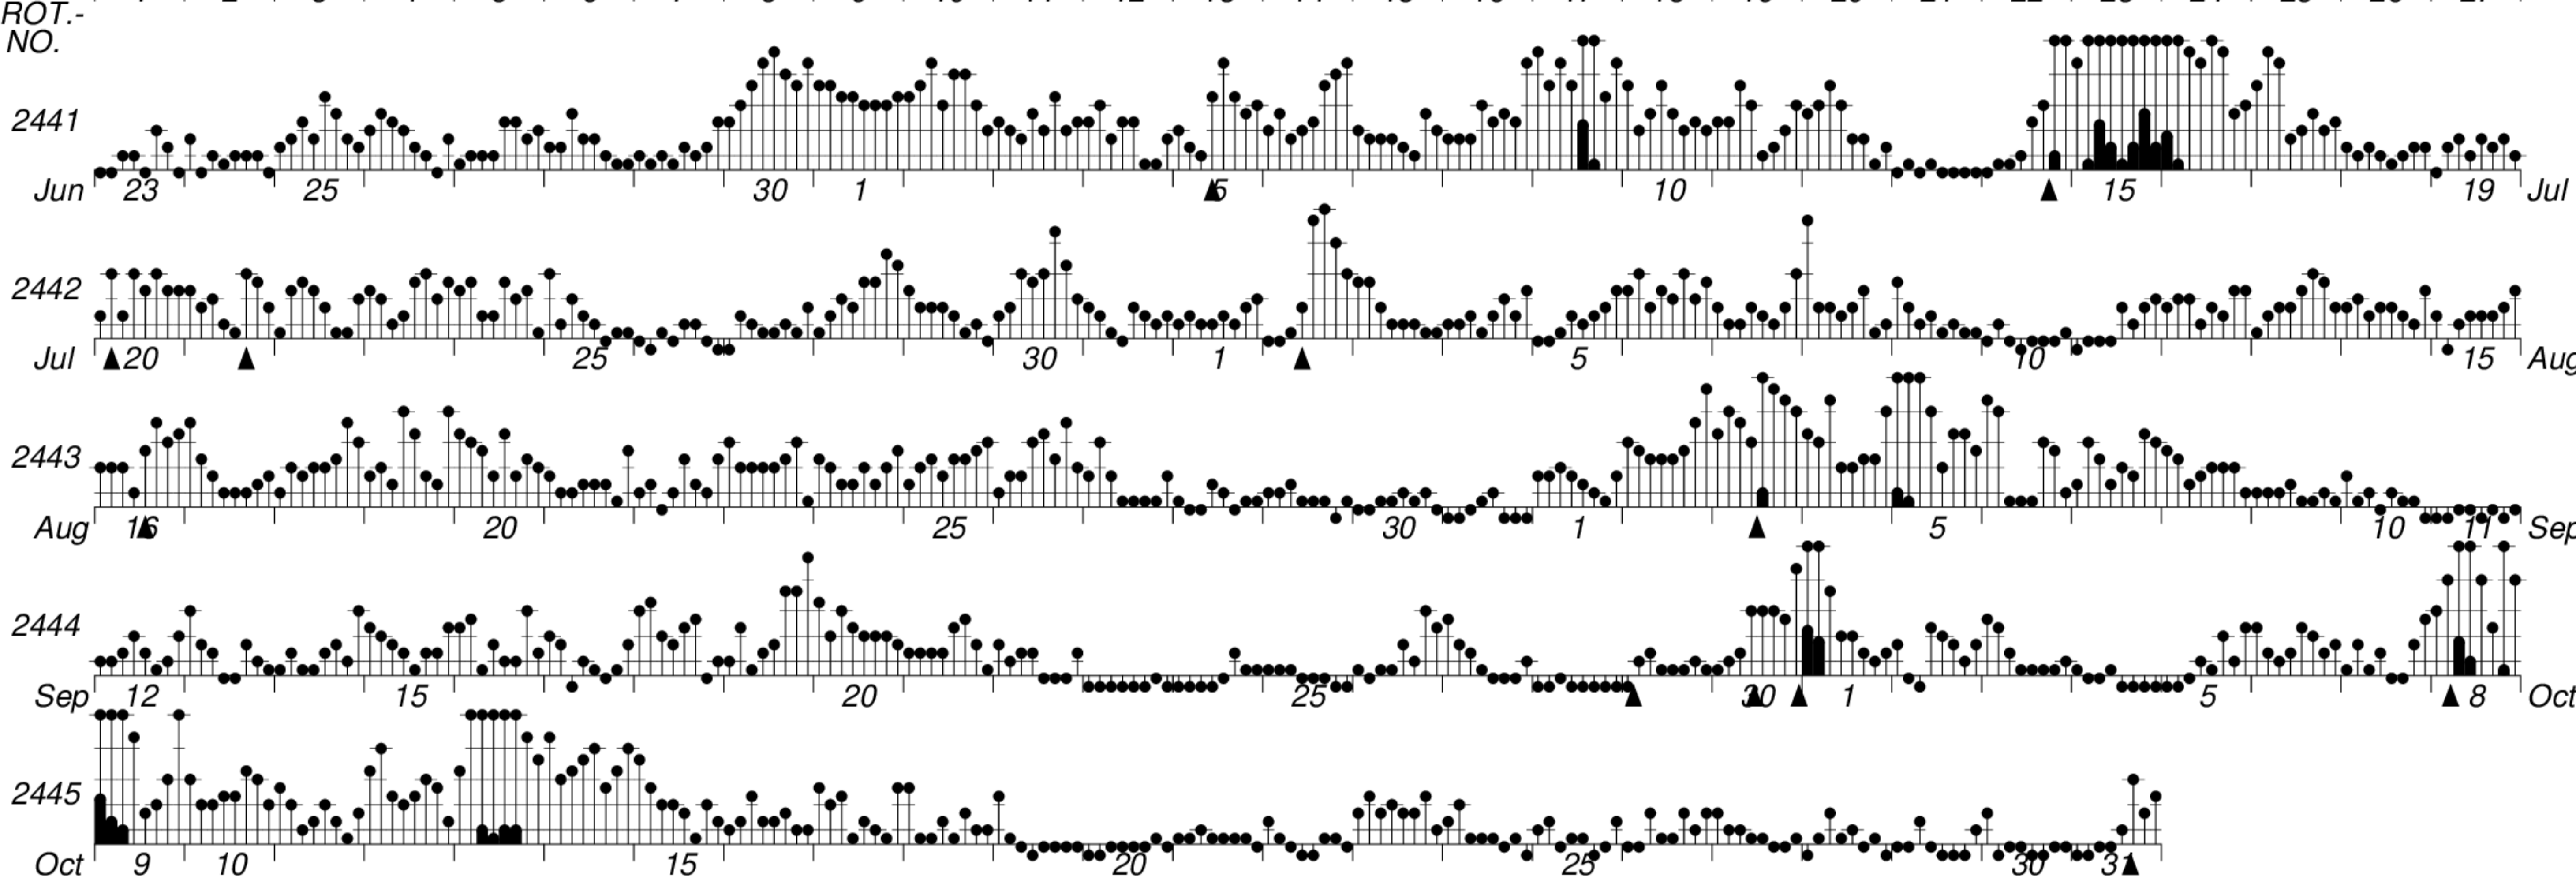 ROT.-
NO.
2441
Jun 23 25 30 1 5 10 15 19 Jul
2442
Jul 20 25 30 1 5 10 15 Aug
2443
Aug 16 20 25 30 1 5 10 11 Sep
2444
Sep 12 15 20 25 30 1 5 8 Oct
2445
Oct 9 10 15 20 25 30 31